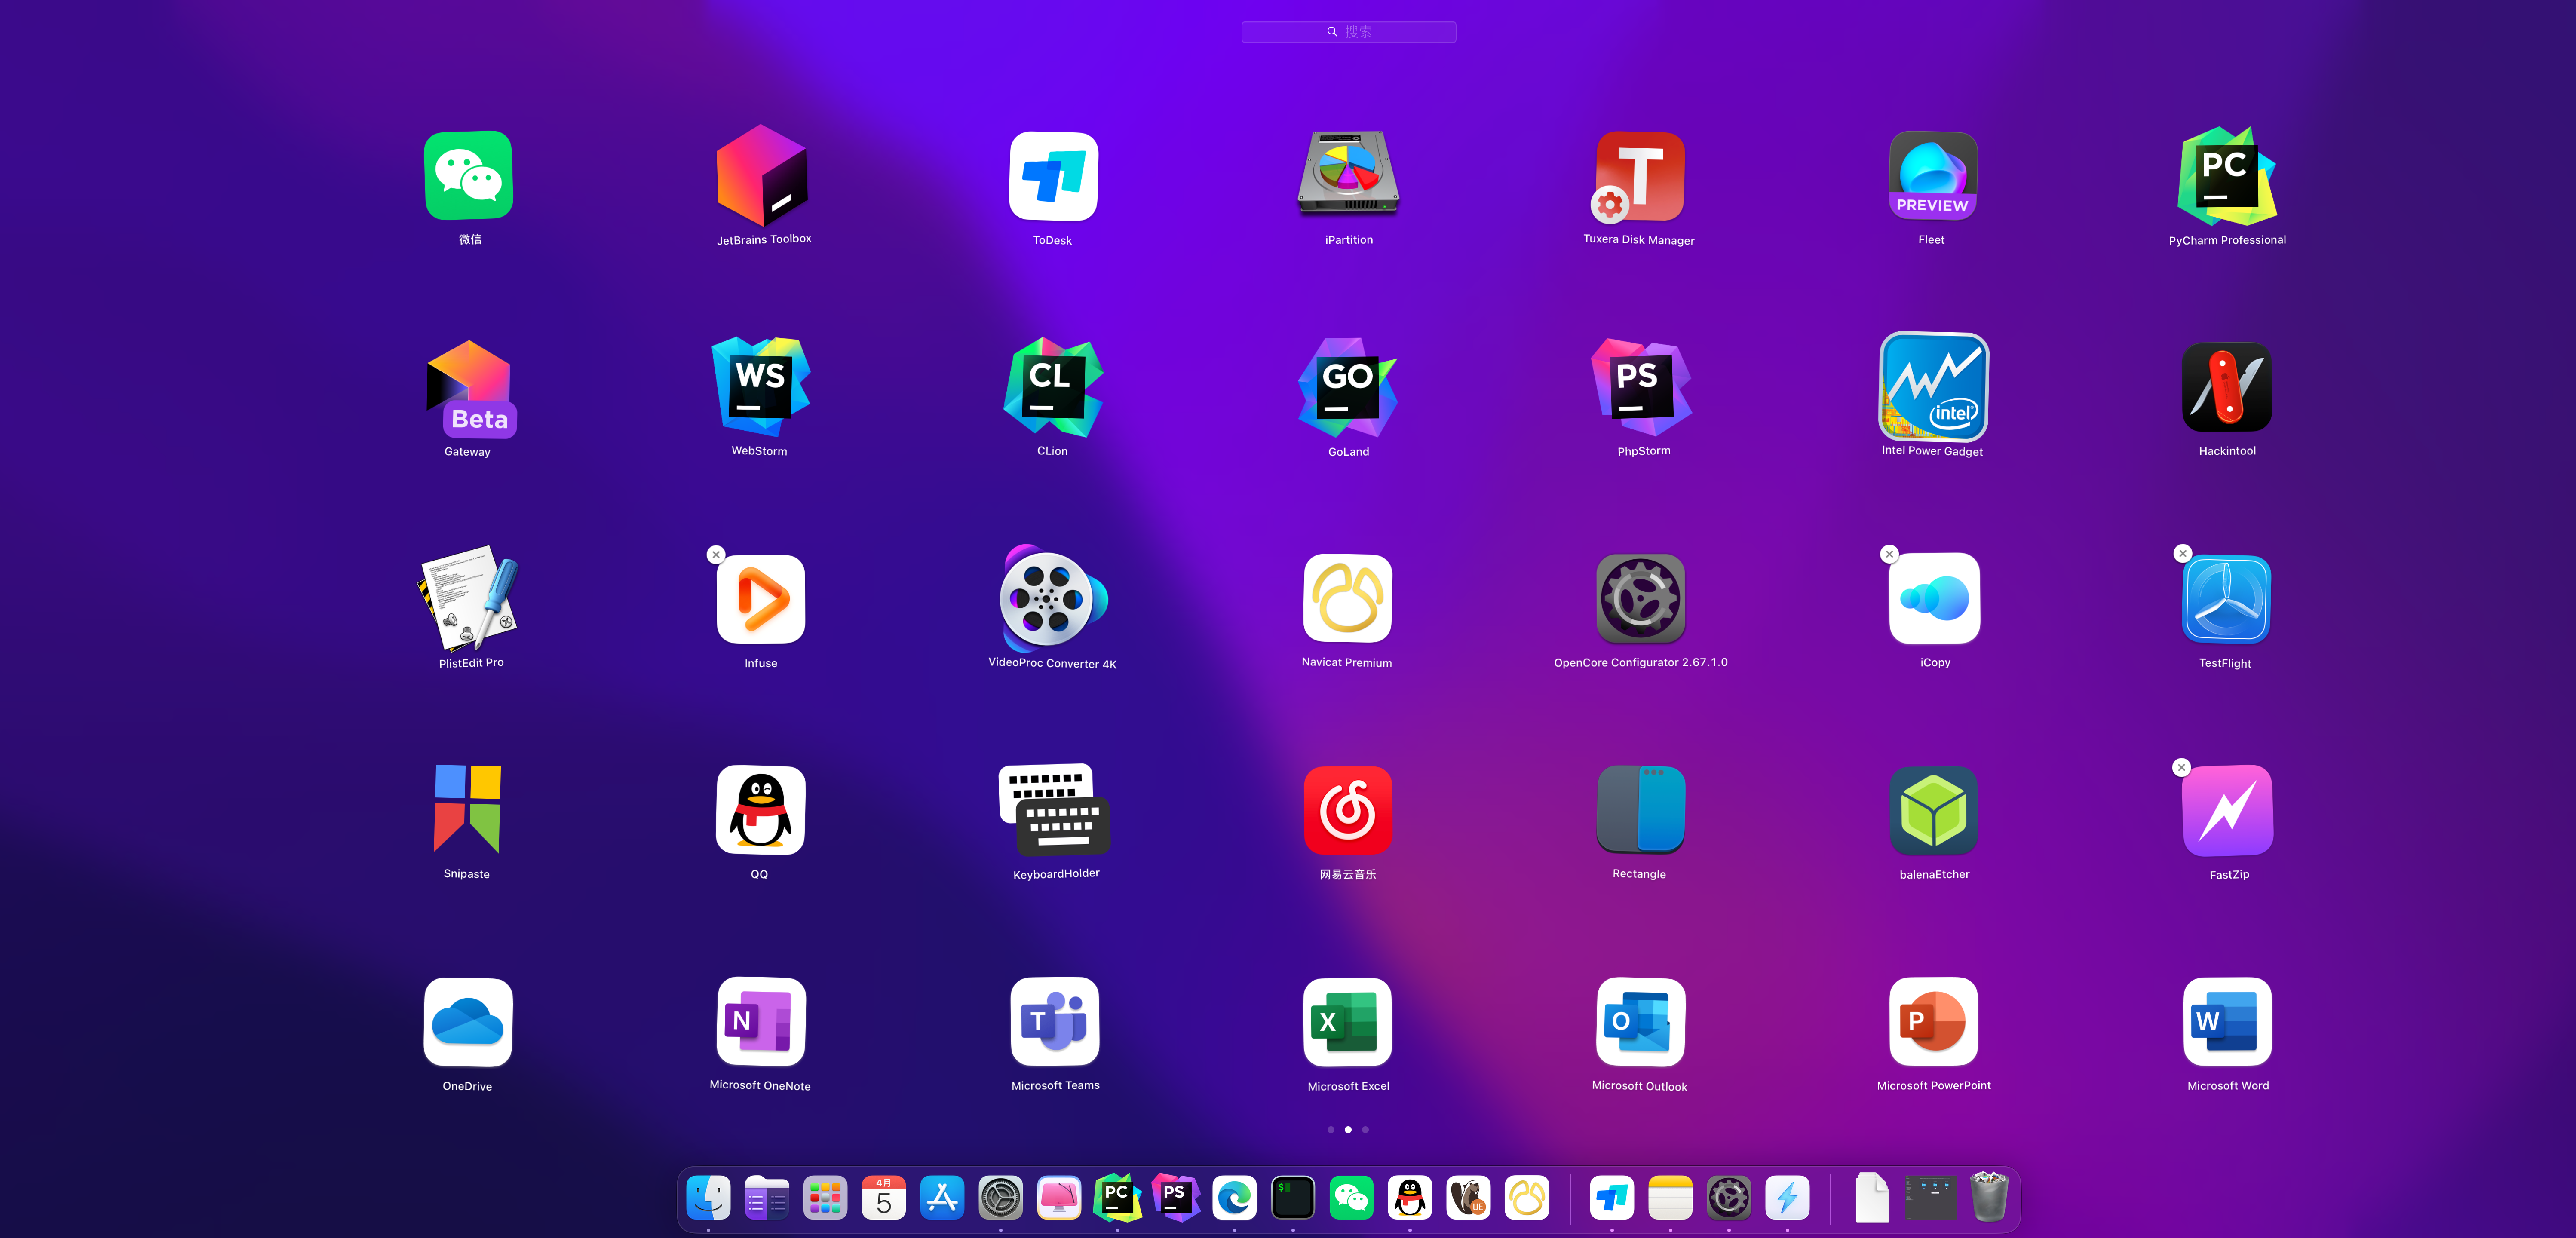 搜索
微信
JetBrains Toolbox
ToDesk
iPartition
T
Tuxera Disk Manager
PREVIEW
Fleet
PC
PyCharm Professional
Beta
Gateway
WS
WebStorm
CL
CLion
GO
GoLand
PS
PhpStorm
intel
Intel Power Gadget
Hackintool
PlistEdit Pro
Infuse
VideoProc Converter 4K
Navicat Premium
OpenCore Configurator 2.67.1.0
iCopy
TestFlight
Snipaste
QQ
KeyboardHolder
网易云音乐
Rectangle
balenaEtcher
FastZip
OneDrive
N
Microsoft OneNote
T
Microsoft Teams
X
Microsoft Excel
O
Microsoft Outlook
P
Microsoft PowerPoint
W
Microsoft Word
4月
5
PC
PS
$
UE